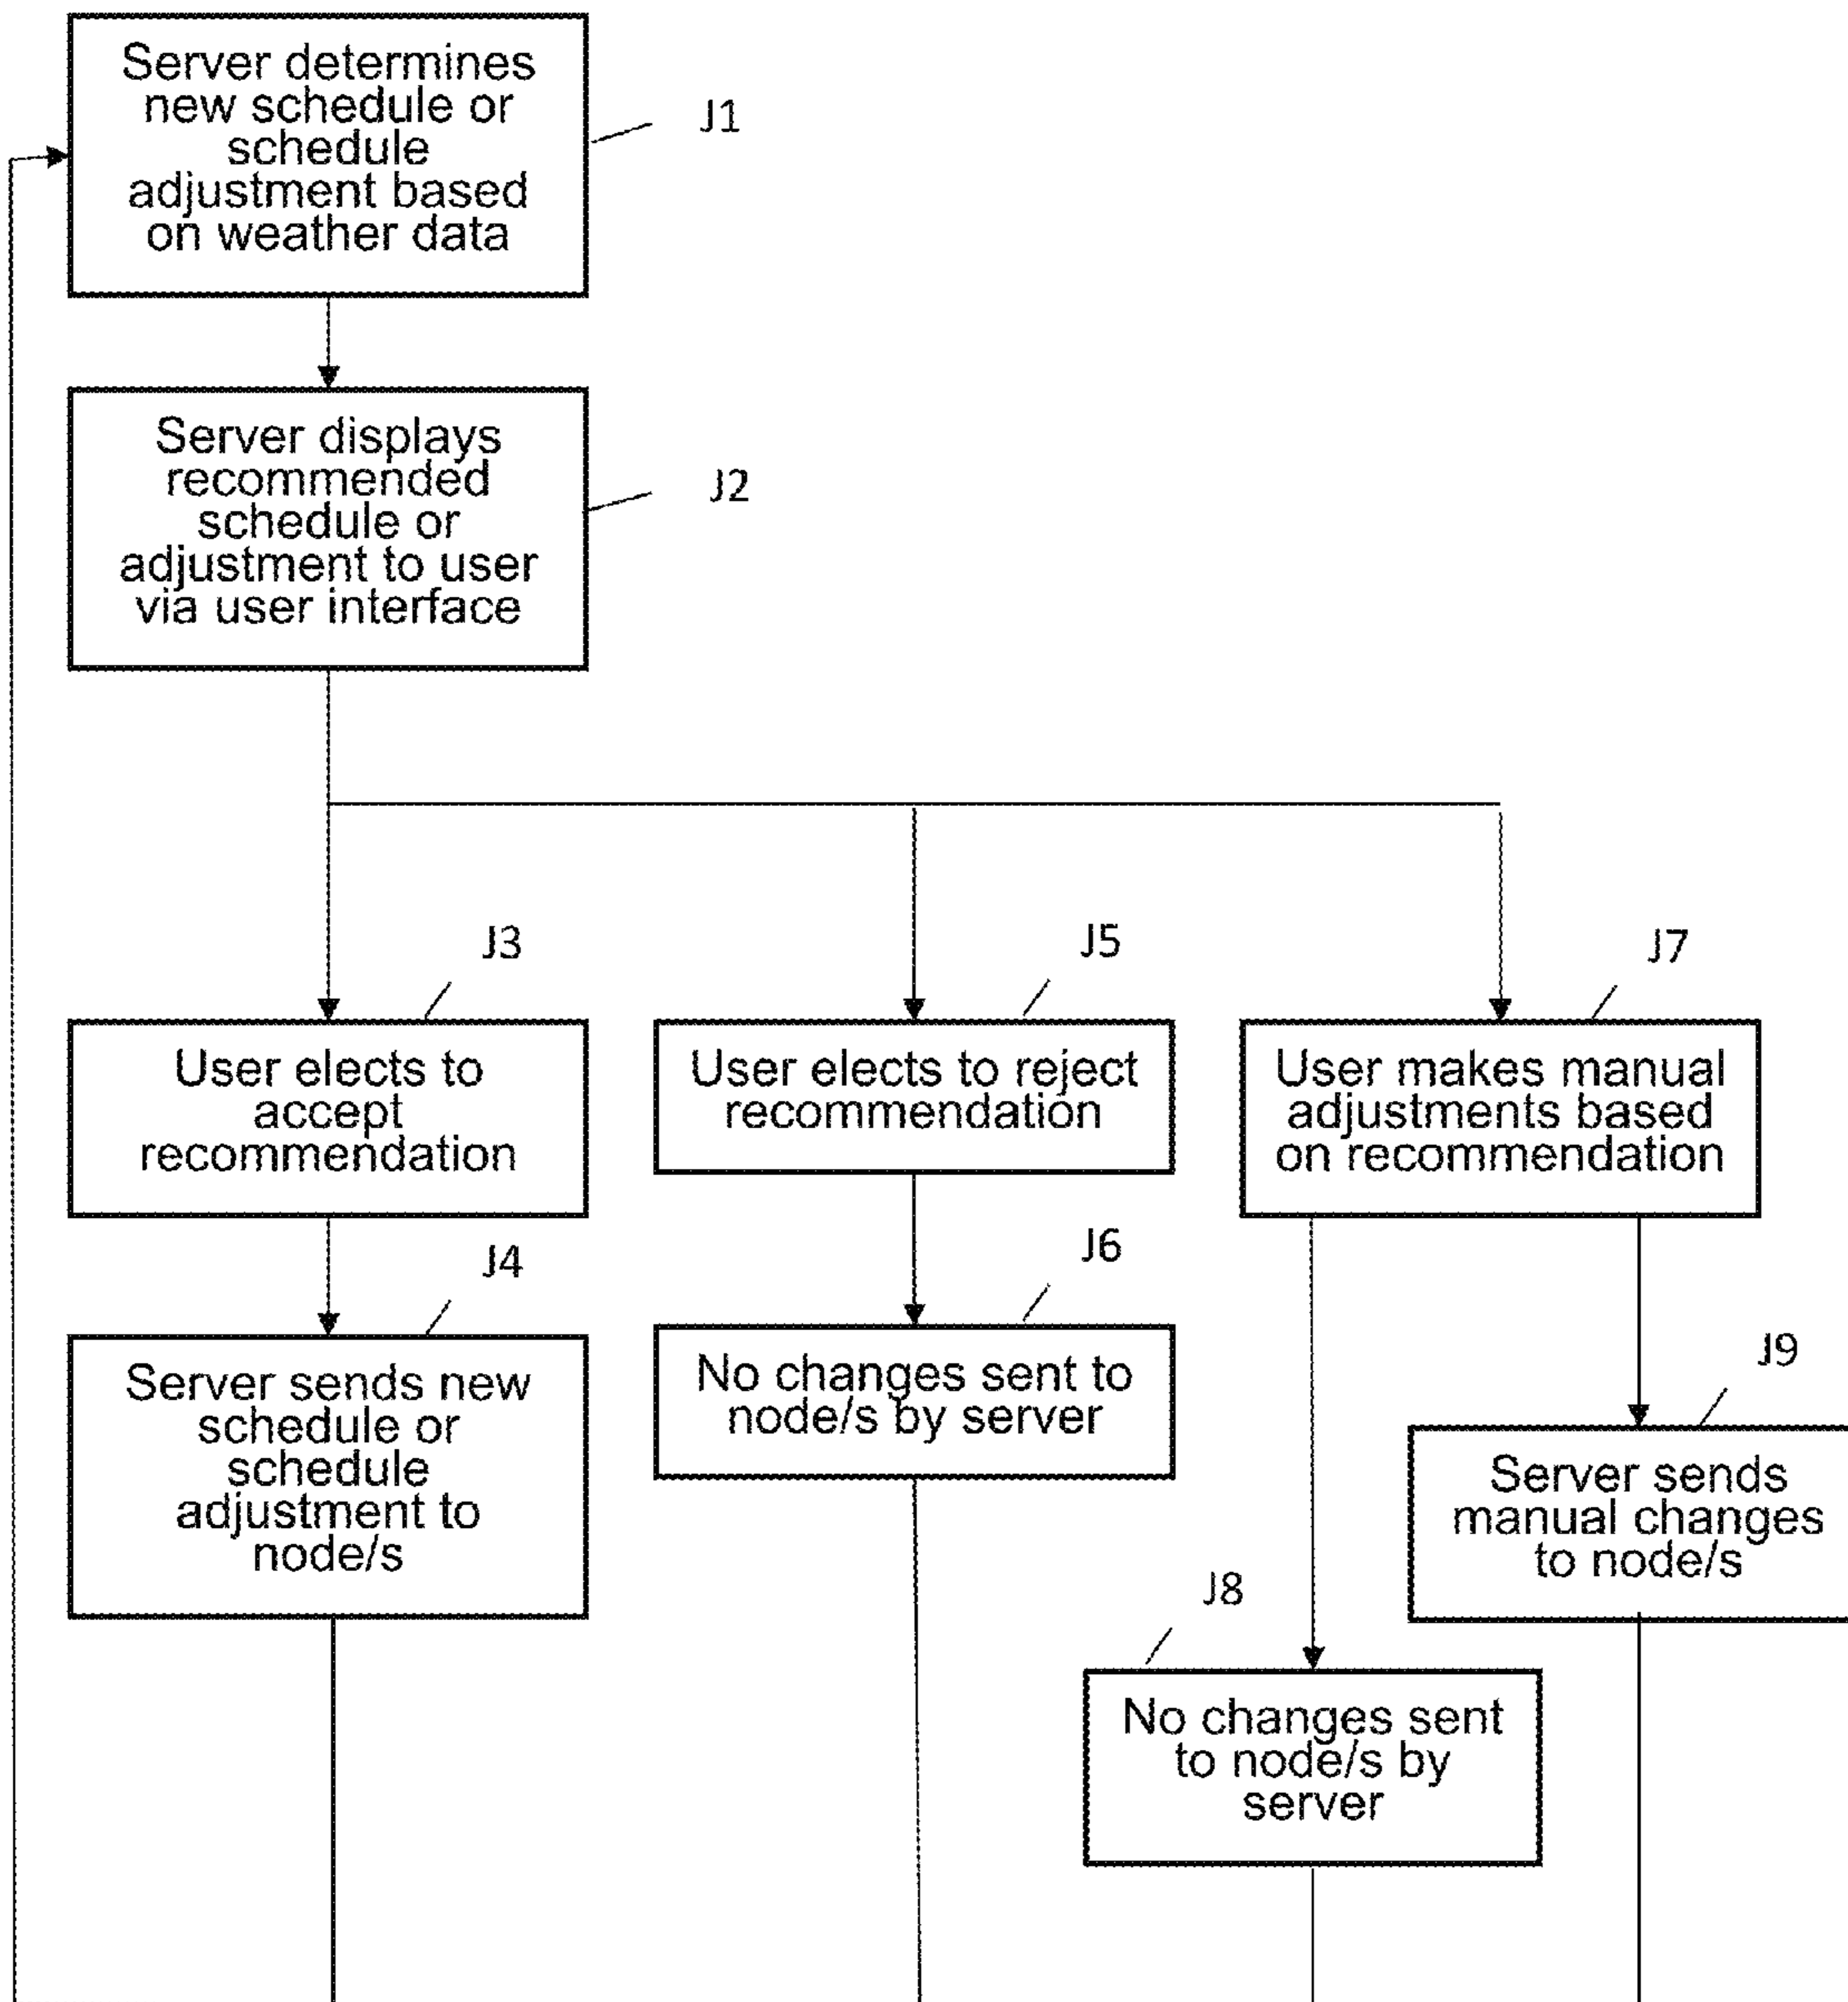 Server determines
new schedule or
schedule
adjustment based
on weather data
J1
Server displays
recommended
schedule or
adjustment to user
via user interface
J2
J3
User elects to
accept
recommendation
J5
User elects to reject
recommendation
J7
User makes manual
adjustments based
on recommendation
J4
Server sends new
schedule or
schedule
adjustment to
node/s
J6
No changes sent to
node/s by server
J9
Server sends
manual changes
to node/s
J8
No changes sent
to node/s by
server